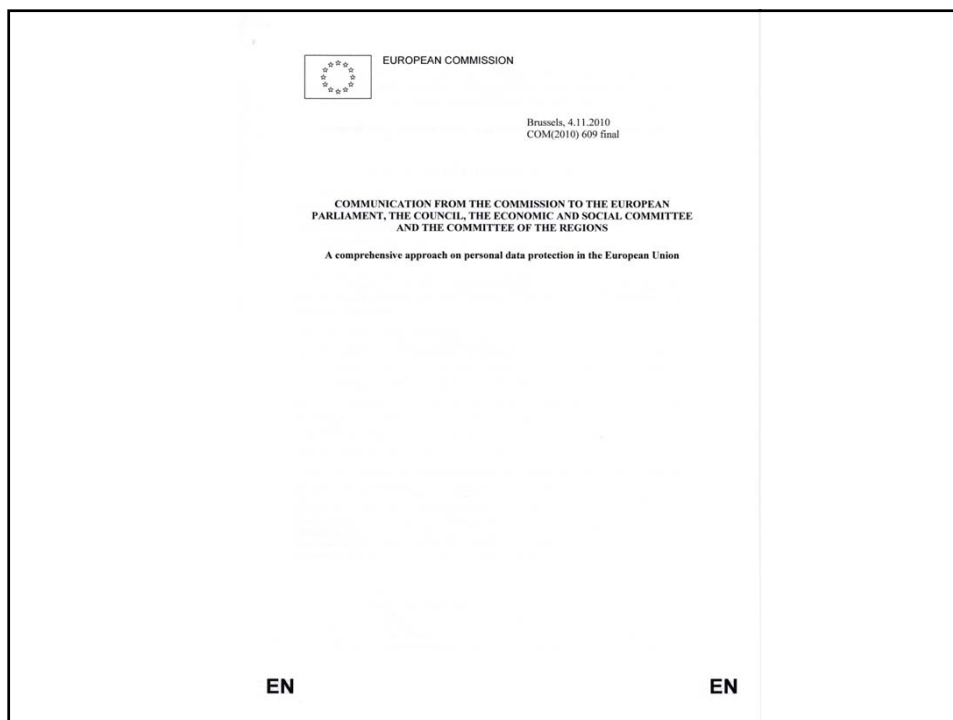 EUROPEAN COMMISSION
Brussels, 4.11.2010
COM(2010) 609 final
COMMUNICATION FROM THE COMMISSION TO THE EUROPEAN
PARLIAMENT, THE COUNCIL, THE ECONOMIC AND SOCIAL COMMITTEE
AND THE COMMITTEE OF THE REGIONS
A comprehensive approach on personal data protection in the European Union
EN EN